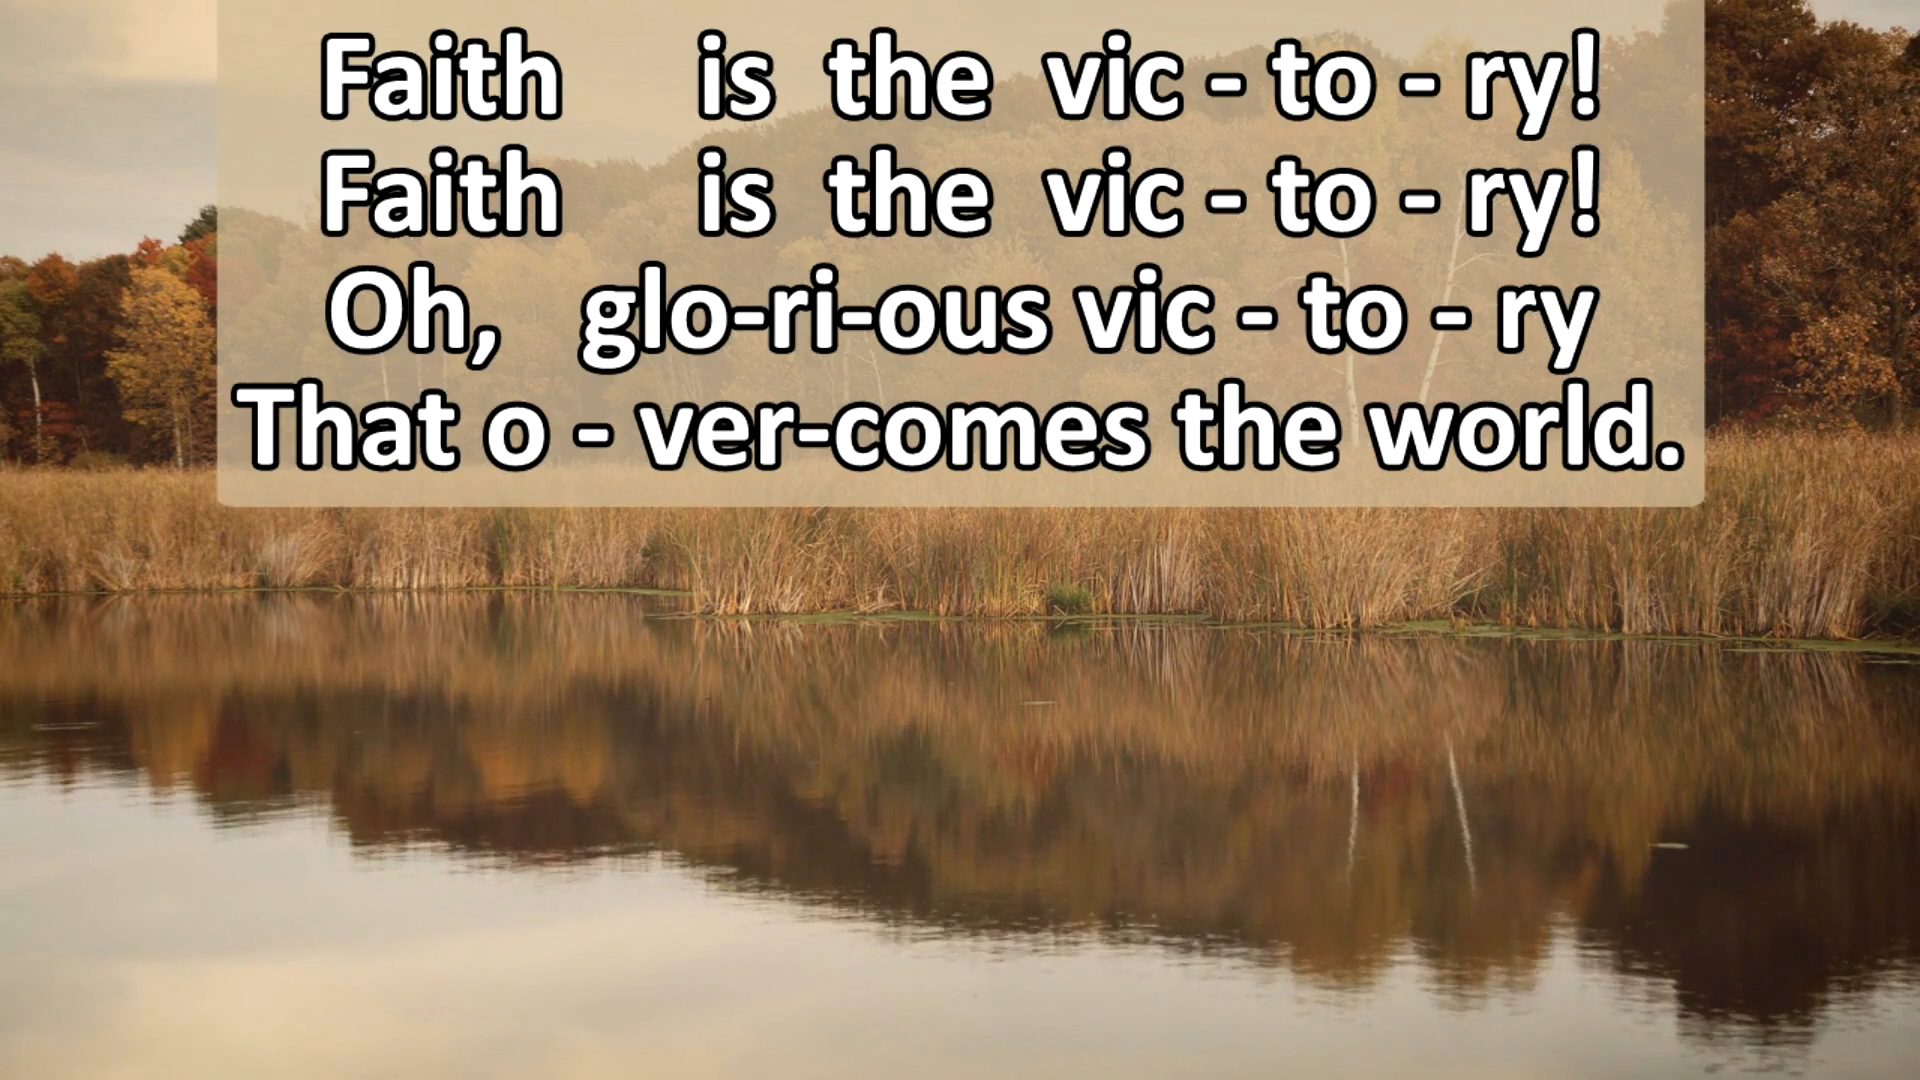 Faith is the vic - to - ry!
Faith is the vic - to - ry!
Oh, glo-ri-ous vic - to - ry
That o - ver-comes the world.